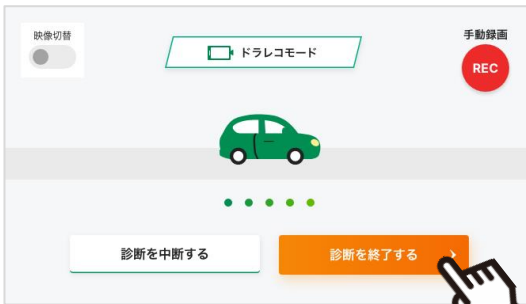 映像切替
ドラレコモード
手動録画
REC
診断を中断する
診断を終了する